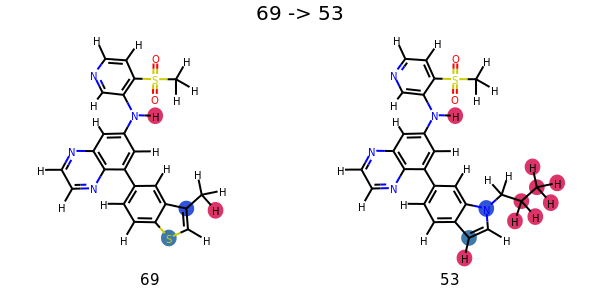 69 -> 53
H H H H
N O H N O H
S S
O H H O H H
H H
N H N H
H H
N H H N H H H H H
H H H H
N H N H
H H H H H
N
S H H H H
H H
69 53